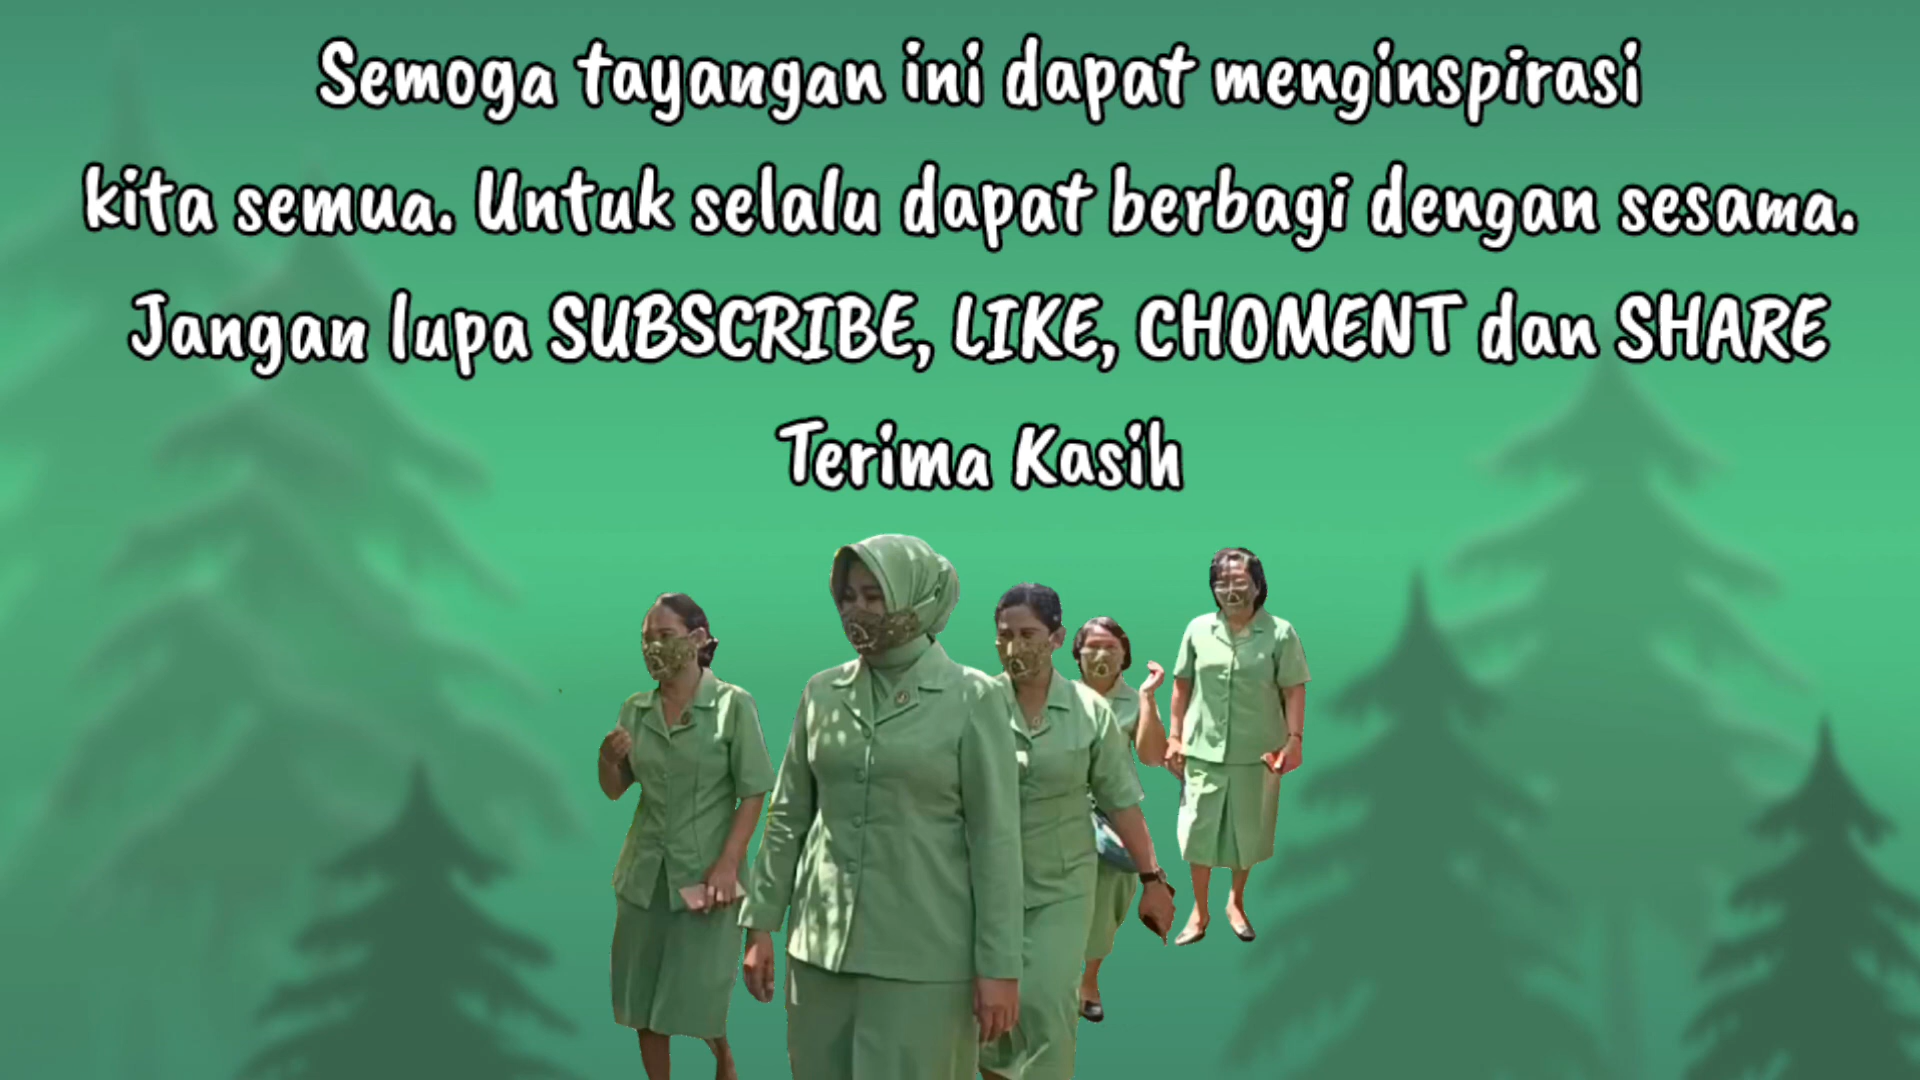 Semoga tayangan ini dapat menginspirasi
kita semua. Untuk selalu dapat berbagi dengan sesama.
Jangan lupa SUBSCRIBE, LIKE, CHOMENT dan SHARE
Terima Kasih